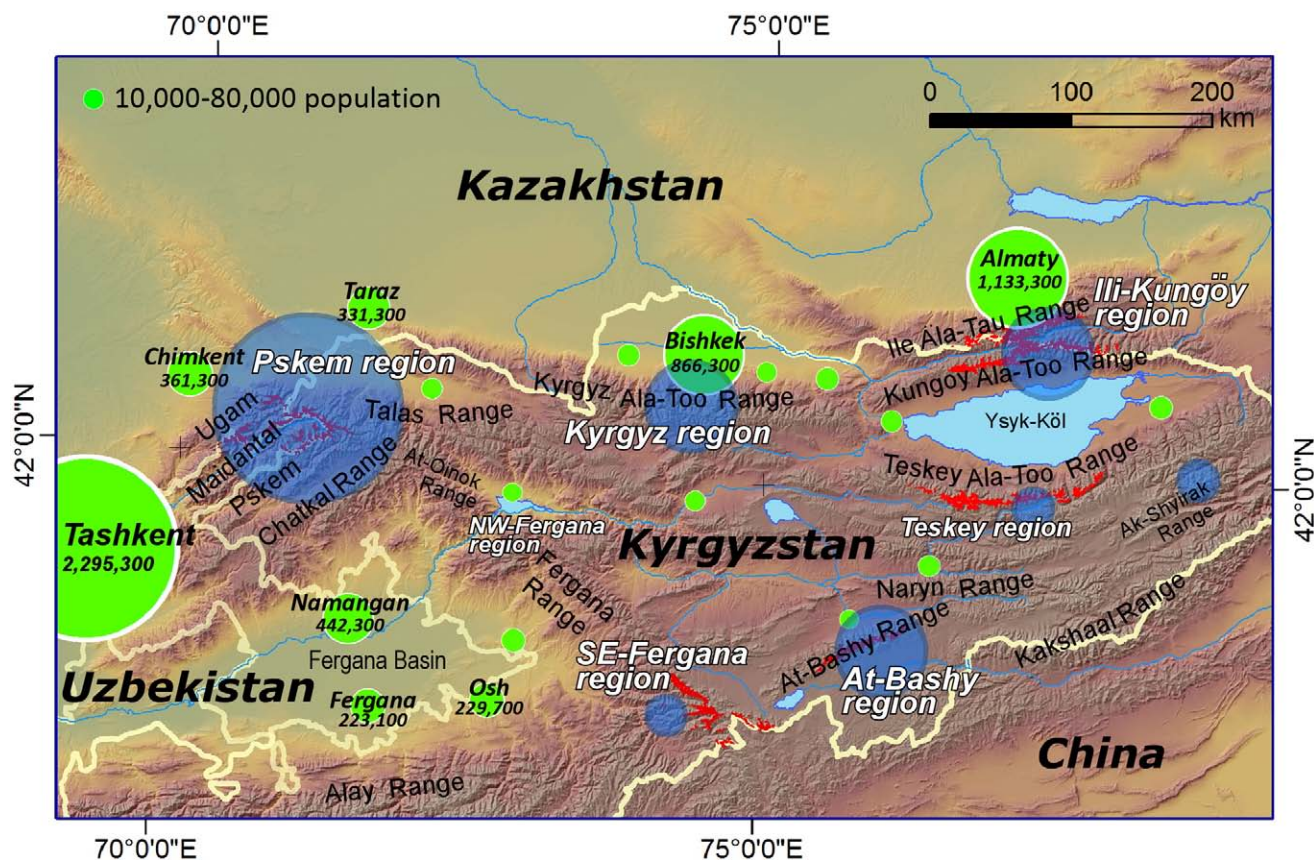 70°0'0"E
75°0'0"E
10,000-80,000 population
0
100
200
km
Kazakhstan
Almaty
1,133,300
Ili-Kungöy
region
Taraz
331,300
Ile Ala-Tau Range
Bishkek
866,300
Chimkent
361,300
Pskem region
Kungoy Ala-Too Range
Kyrgyz Ala-Too Range
Talas Range
Ugam
Ysyk-Köl
Kyrgyz region
42°0'0"N
Maidantal
Pskem
Chatkal Range
At-Oinok
Range
Teskey Ala-Too Range
Ak-Shyirak
Range
42°0'0"N
Tashkent
2,295,300
NW-Fergana
region
Kyrgyzstan
Teskey region
Fergana
Range
Naryn Range
Namangan
442,300
Fergana Basin
At-Bashy Range
Kakshaal Range
SE-Fergana
region
At-Bashy
region
Uzbekistan
Fergana
223,100
Osh
229,700
China
Alay Range
70°0'0"E
75°0'0"E